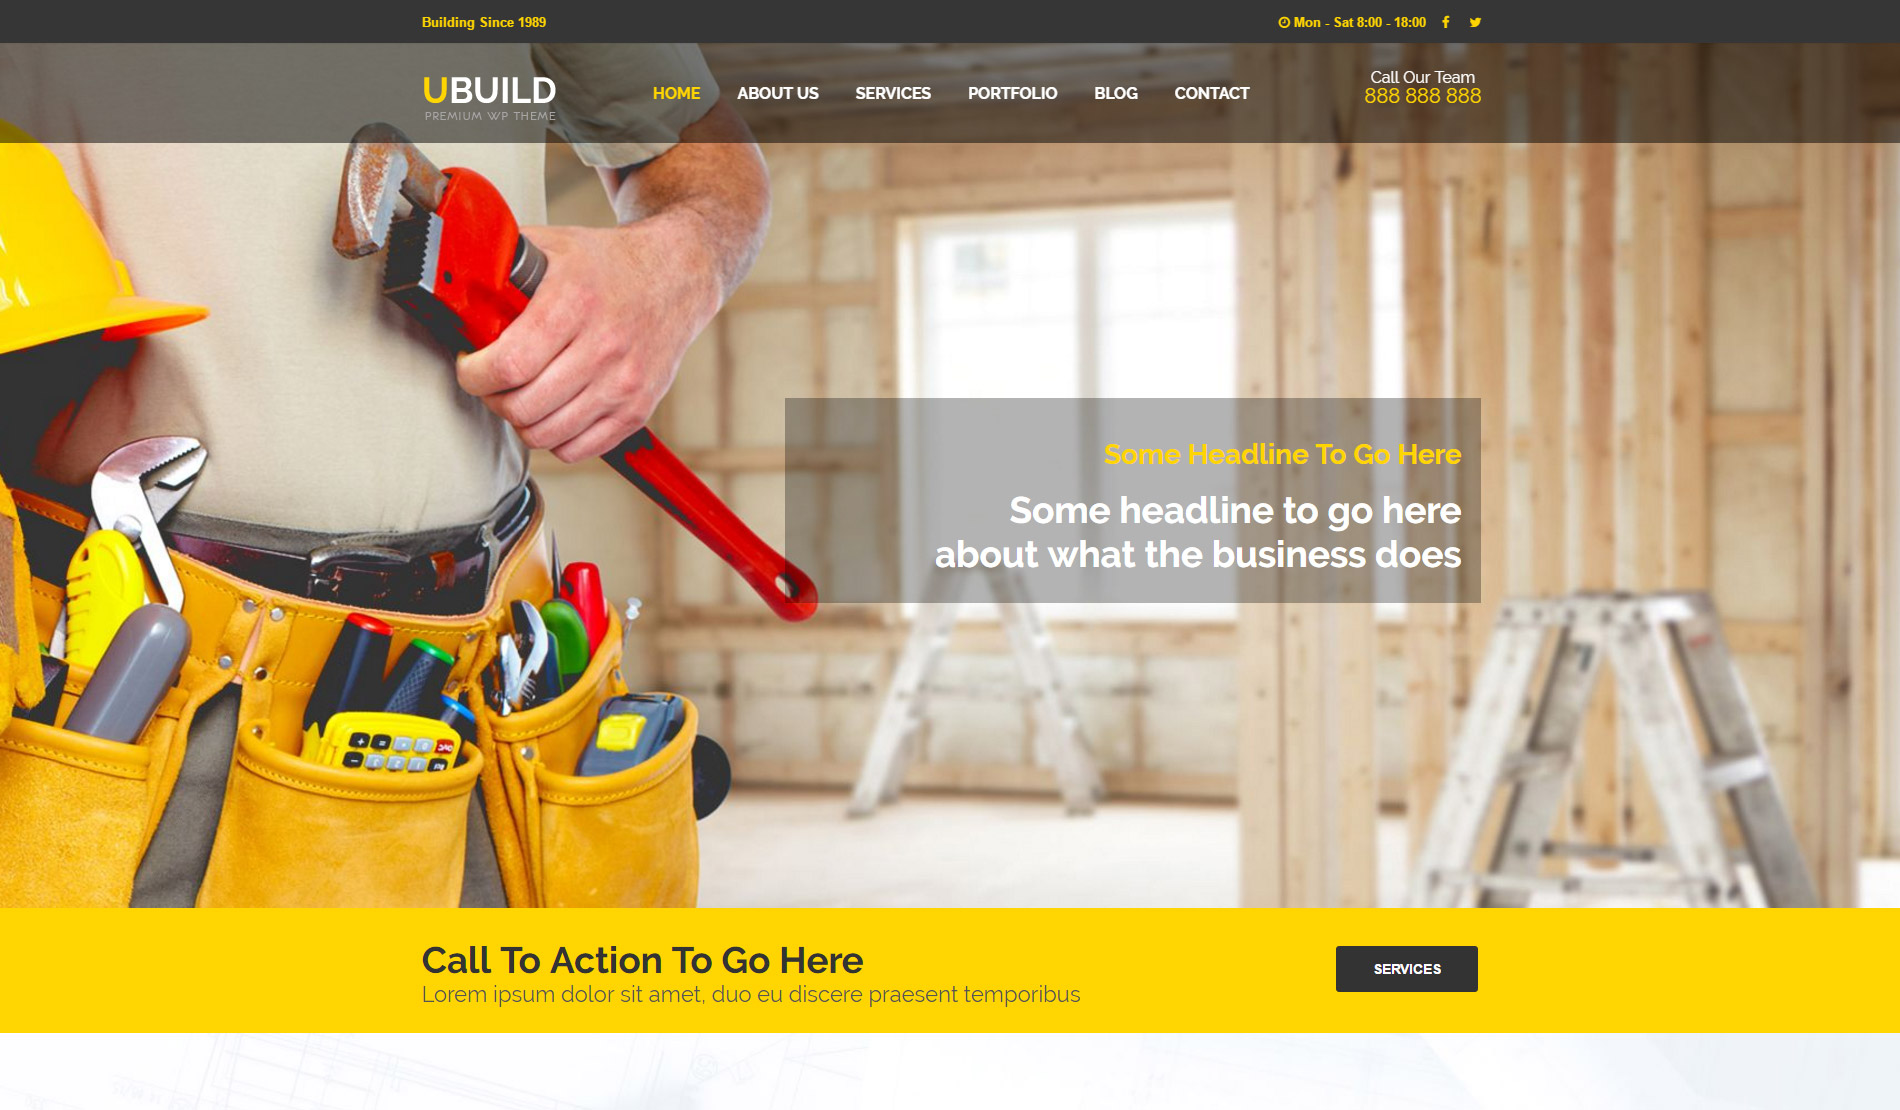 Building Since 1989
Mon - Sat 8:00 - 18:00
UBUILD
PREMIUM WP THEME
HOME ABOUT US SERVICES PORTFOLIO BLOG CONTACT
Call Our Team
888 888 888
Some Headline To Go Here
Some headline to go here
about what the business does
Call To Action To Go Here
Lorem ipsum dolor sit amet, duo eu discere praesent temporibus
SERVICES